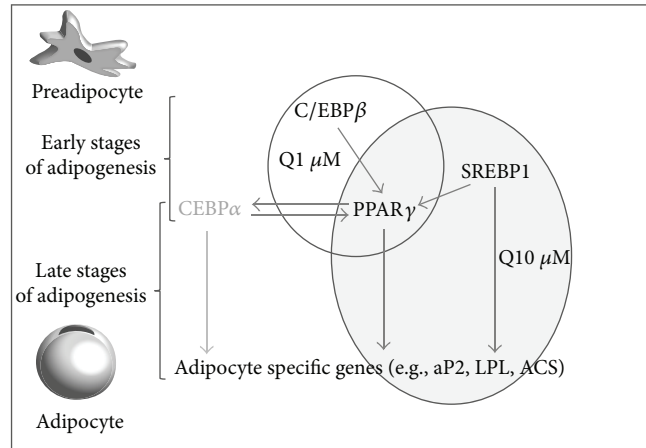 Preadipocyte
Early stages
of adipogenesis
C/EBPβ
Q1 μM
SREBP1
CEBPα
PPARγ
Q10 μM
Late stages
of adipogenesis
Adipocyte specific genes (e.g., aP2, LPL, ACS)
Adipocyte